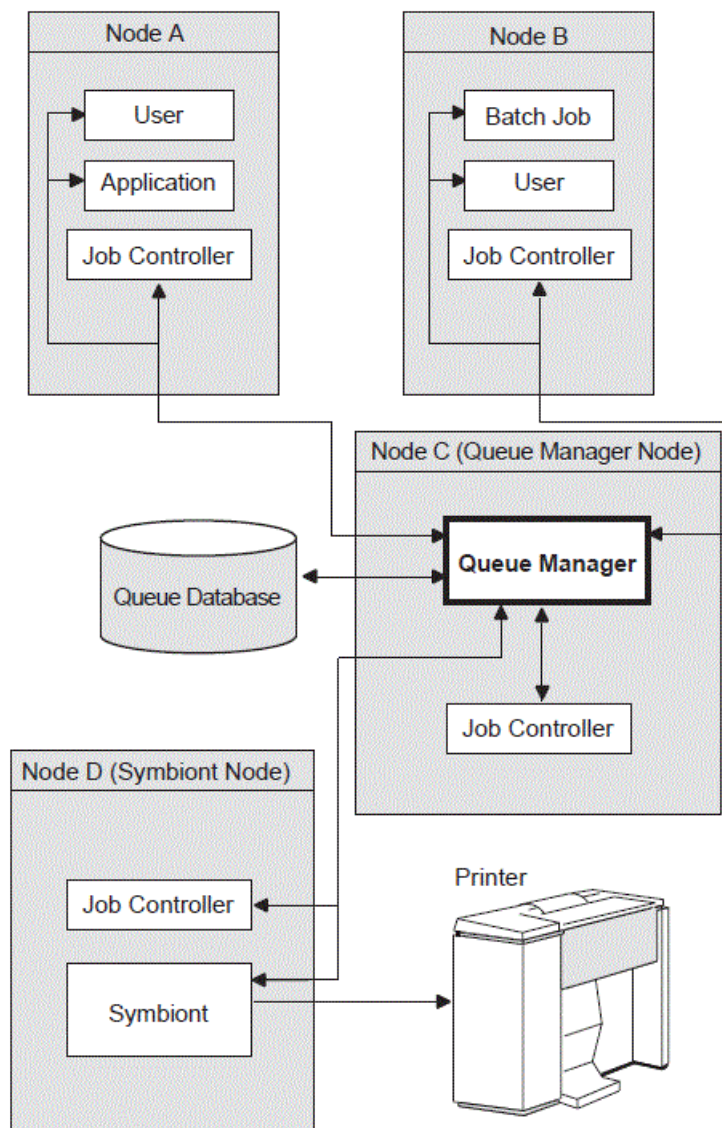 Node A
User
Application
Job Controller
Node B
Batch Job
User
Job Controller
Node C (Queue Manager Node)
Queue Manager
Job Controller
Queue Database
Node D (Symbiont Node)
Job Controller
Symbiont
Printer